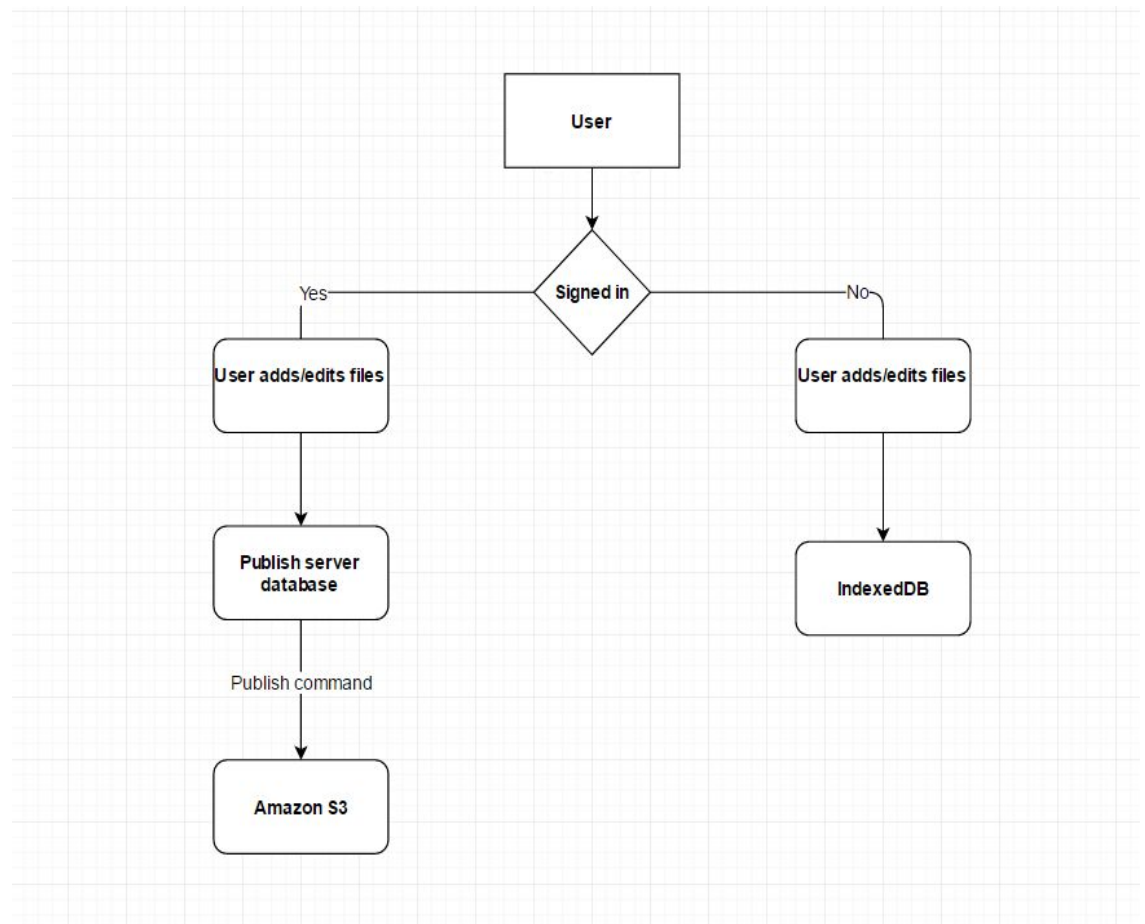 User
Signed in
Yes
No
User adds/edits files
User adds/edits files
Publish server
database
IndexedDB
Publish command
Amazon S3